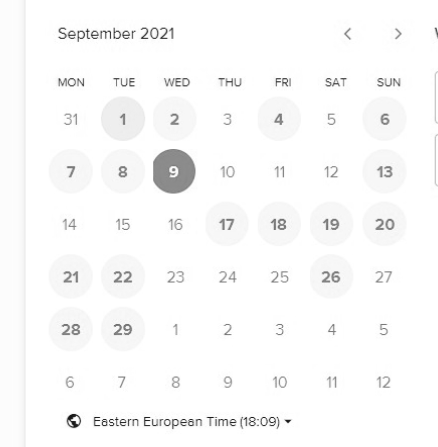 September 2021
MON TUE WED THU FRI SAT SUN
31 1 2 3 4 5 6
7 8 9 10 11 12 13
14 15 16 17 18 19 20
21 22 23 24 25 26 27
28 29 1 2 3 4 5
6 7 8 9 10 11 12
Eastern European Time (18:09)